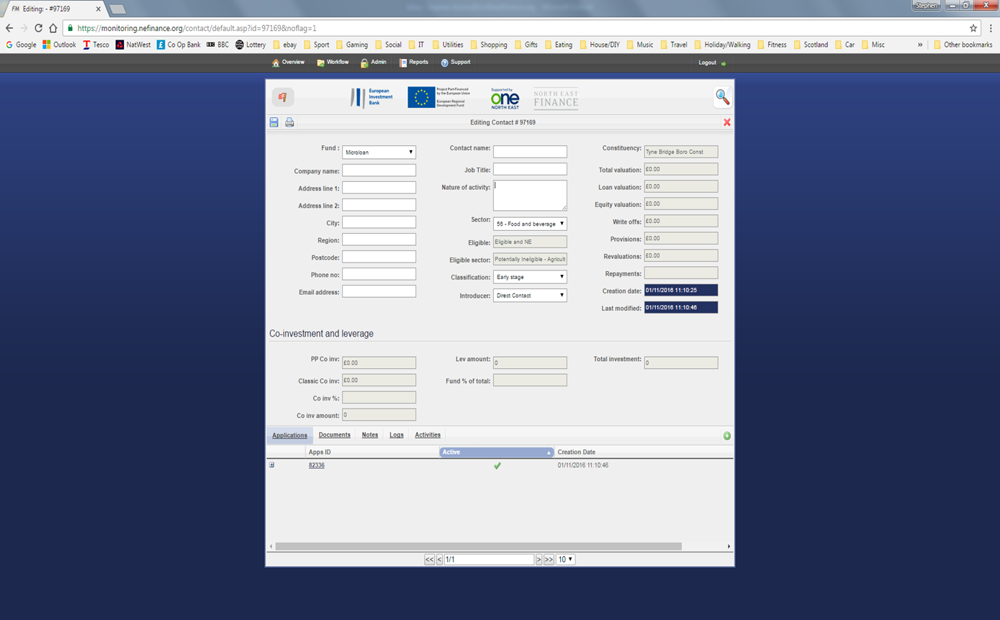 FM Editing: - #97169
Stephen
https://monitoring.nefinance.org/contact/default.asp?id=97169&noflag=1
Google Outlook Tesco NatWest Co Op Bank BBC Lottery ebay Sport Gaming Social IT Utilities Shopping Gifts Eating House/DIY Music Travel Holiday/Walking Fitness Scotland Car Misc » Other bookmarks
Overview Workflow Admin Reports Support Logout
European
Investment
Bank
Project Part-Financed
by the European Union
European Regional
Development Fund
Supported by
one
NORTH EAST
NORTH EAST
FINANCE
Editing Contact # 97169
Fund : Microloan
Company name:
Address line 1:
Address line 2:
City:
Region:
Postcode:
Phone no:
Email address:
Contact name:
Job Title:
Nature of activity:
Sector: 56 - Food and beverage
Eligible: Eligible and NE
Eligible sector: Potentially Ineligible - Agricult
Classification: Early stage
Introducer: Direct Contact
Constituency: Tyne Bridge Boro Const
Total valuation: £0.00
Loan valuation: £0.00
Equity valuation: £0.00
Write offs: £0.00
Provisions: £0.00
Revaluations: £0.00
Repayments:
Creation date: 01/11/2016 11:10:25
Last modified: 01/11/2016 11:10:46
Co-investment and leverage
PP Co inv: £0.00
Classic Co inv: £0.00
Co inv %:
Co inv amount: 0
Lev amount: 0
Fund % of total:
Total investment: 0
Applications Documents Notes Logs Activities
Apps ID Active Creation Date
82336 01/11/2016 11:10:46
<< < 1/1 > >> 10